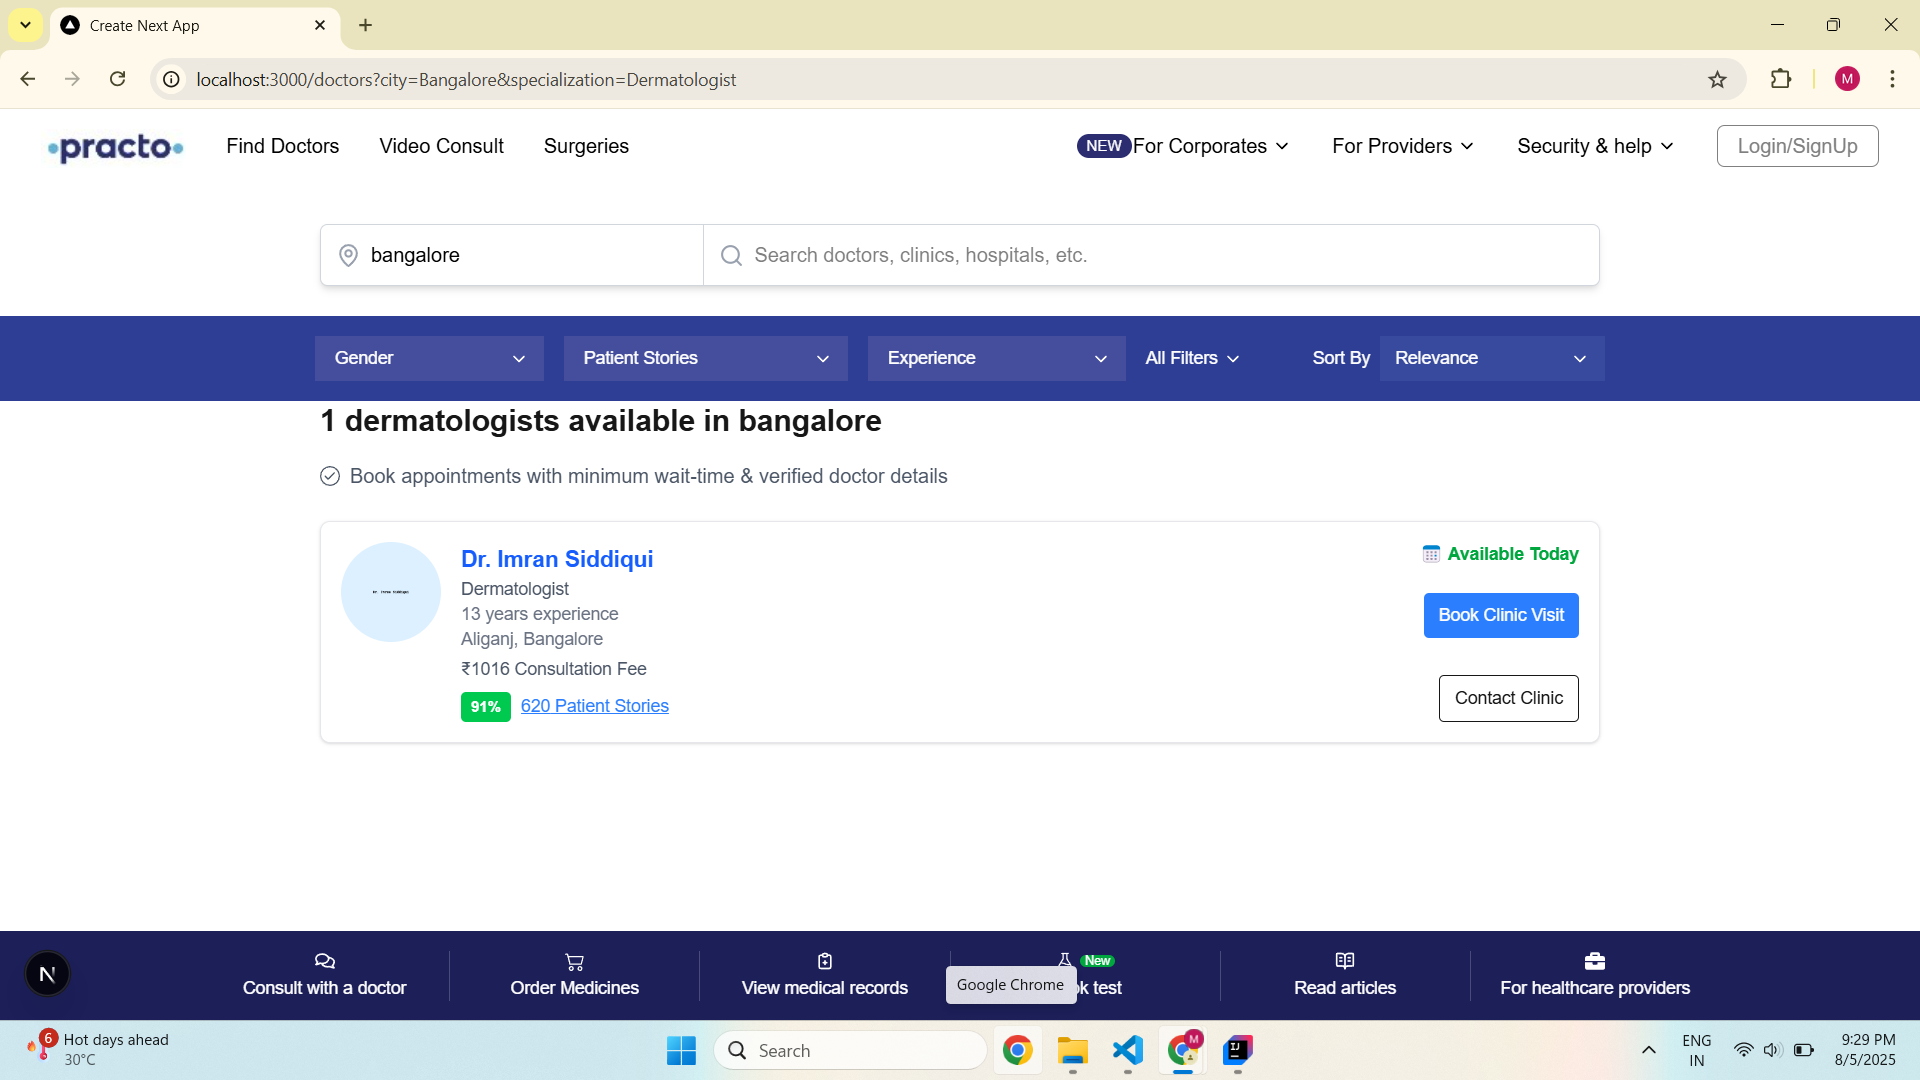 Create Next App
localhost:3000/doctors?city=Bangalore&specialization=Dermatologist
M
practo
Find Doctors
Video Consult
Surgeries
NEW For Corporates
For Providers
Security & help
Login/SignUp
bangalore
Search doctors, clinics, hospitals, etc.
Gender
Patient Stories
Experience
All Filters
Sort By
Relevance
1 dermatologists available in bangalore
Book appointments with minimum wait-time & verified doctor details
Dr. Imran Siddiqui
Dr. Imran Siddiqui
Dermatologist
13 years experience
Aliganj, Bangalore
₹1016 Consultation Fee
91% 620 Patient Stories
Available Today
Book Clinic Visit
Contact Clinic
N
Consult with a doctor
Order Medicines
View medical records
New
k test
Google Chrome
Read articles
For healthcare providers
6
Hot days ahead
30°C
Search
M
IJ
ENG
IN
9:29 PM
8/5/2025